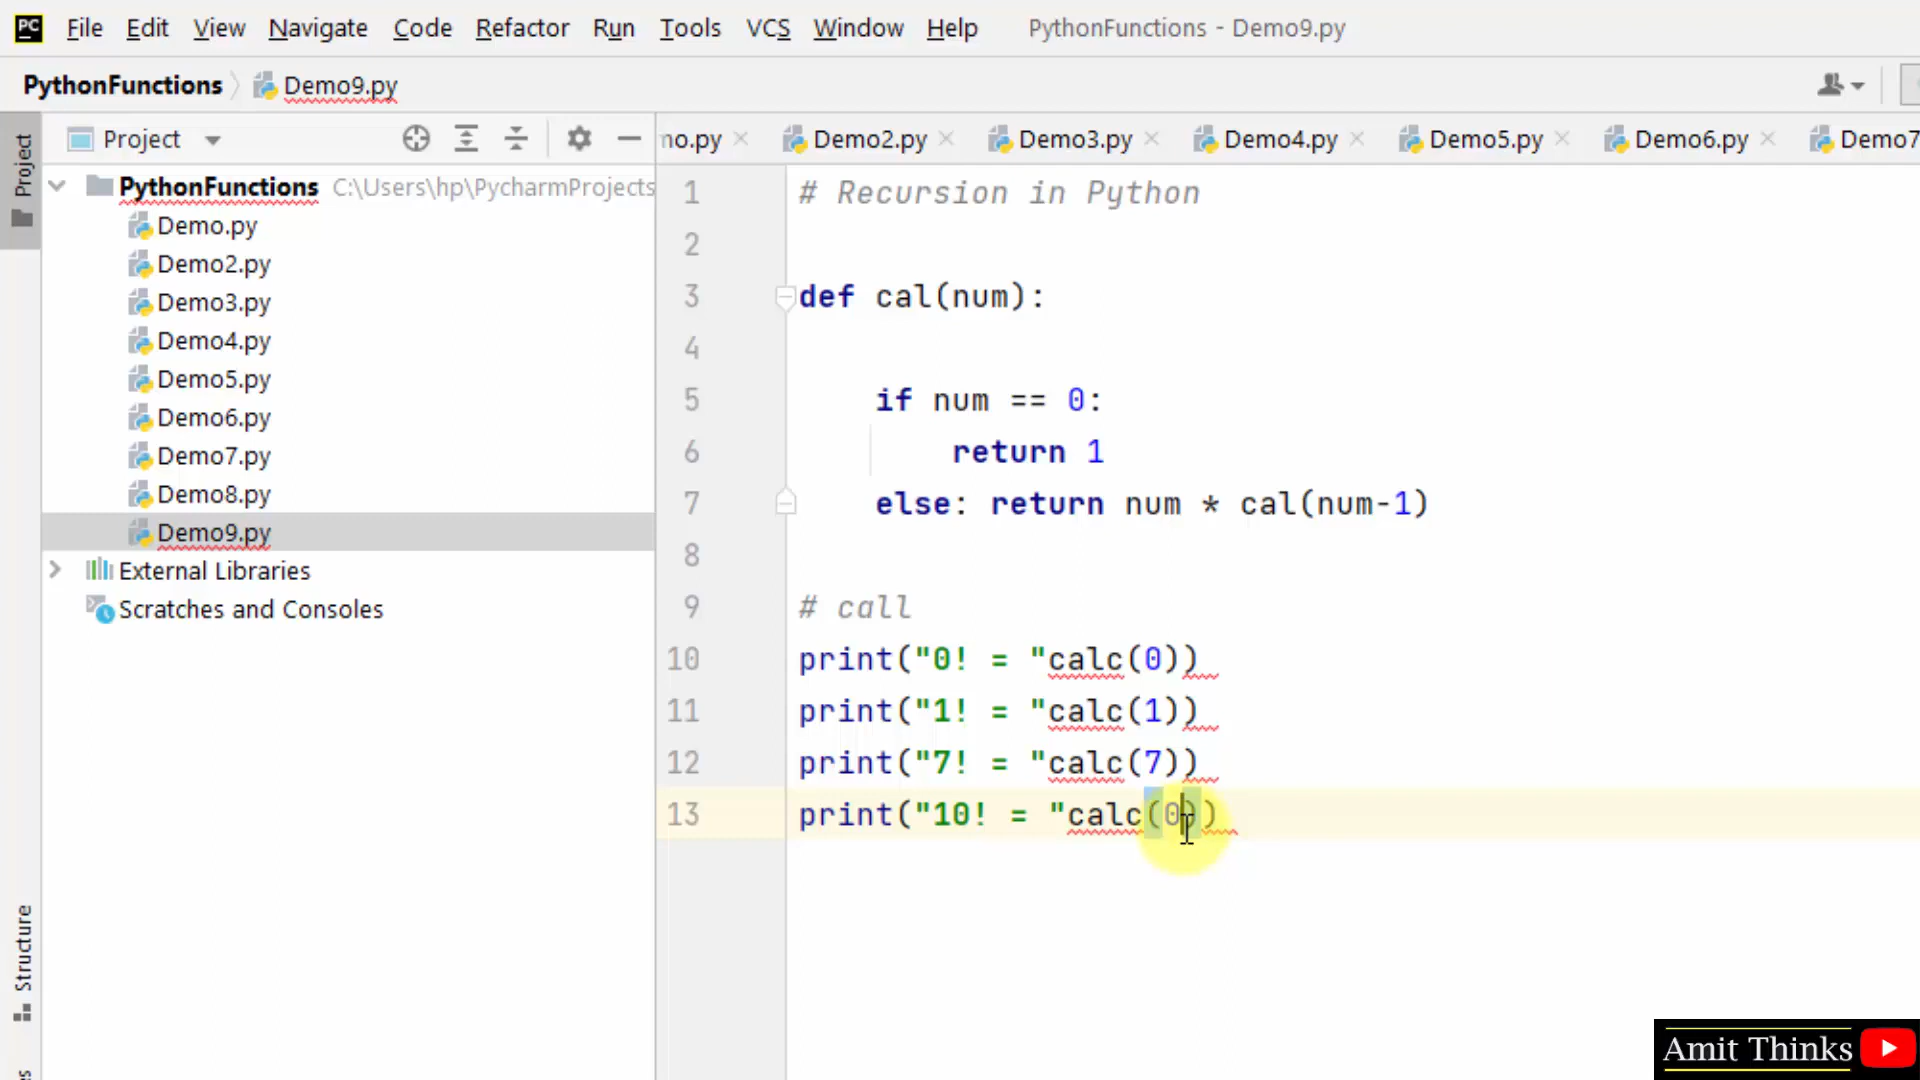 PC File Edit View Navigate Code Refactor Run Tools VCS Window Help PythonFunctions - Demo9.py
PythonFunctions Demo9.py
Project
Project no.py Demo2.py Demo3.py Demo4.py Demo5.py Demo6.py Demo7
PythonFunctions C:\Users\hp\PycharmProjects
Demo.py
Demo2.py
Demo3.py
Demo4.py
Demo5.py
Demo6.py
Demo7.py
Demo8.py
Demo9.py
External Libraries
Scratches and Consoles
Structure
1 # Recursion in Python
2
3 def cal(num):
4
5 if num == 0:
6 return 1
7 else: return num * cal(num-1)
8
9 # call
10 print("0! = "calc(0))
11 print("1! = "calc(1))
12 print("7! = "calc(7))
13 print("10! = "calc(0))
Amit Thinks